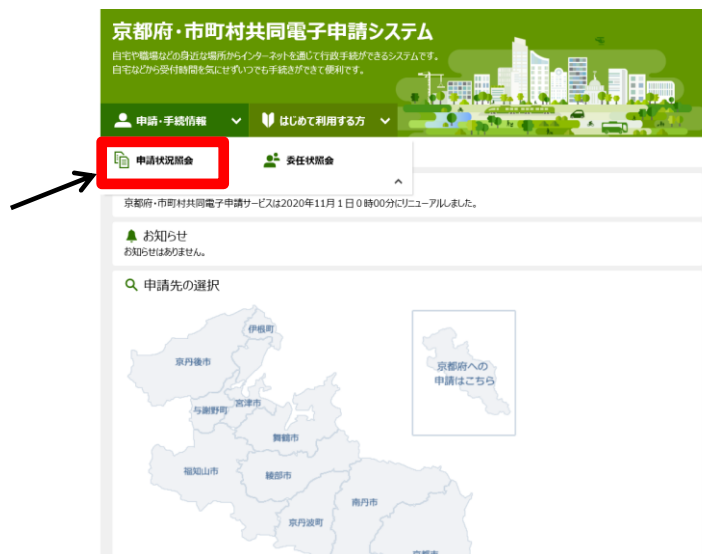 京都府・市町村共同電子申請システム
自宅や職場などの身近な場所からインターネットを通じて行政手続ができるシステムです。
自宅などから受付時間を気にせずいつでも手続きができて便利です。
申請・手続情報
はじめて利用する方
申請状況照会
委任状照会
京都府・市町村共同電子申請サービスは2020年11月1日0時00分にリニューアルしました。
お知らせ
お知らせはありません。
申請先の選択
伊根町
京丹後市
京都府への
申請はこちら
宮津市
与謝野町
舞鶴市
福知山市
綾部市
南丹市
京丹波町
京都市